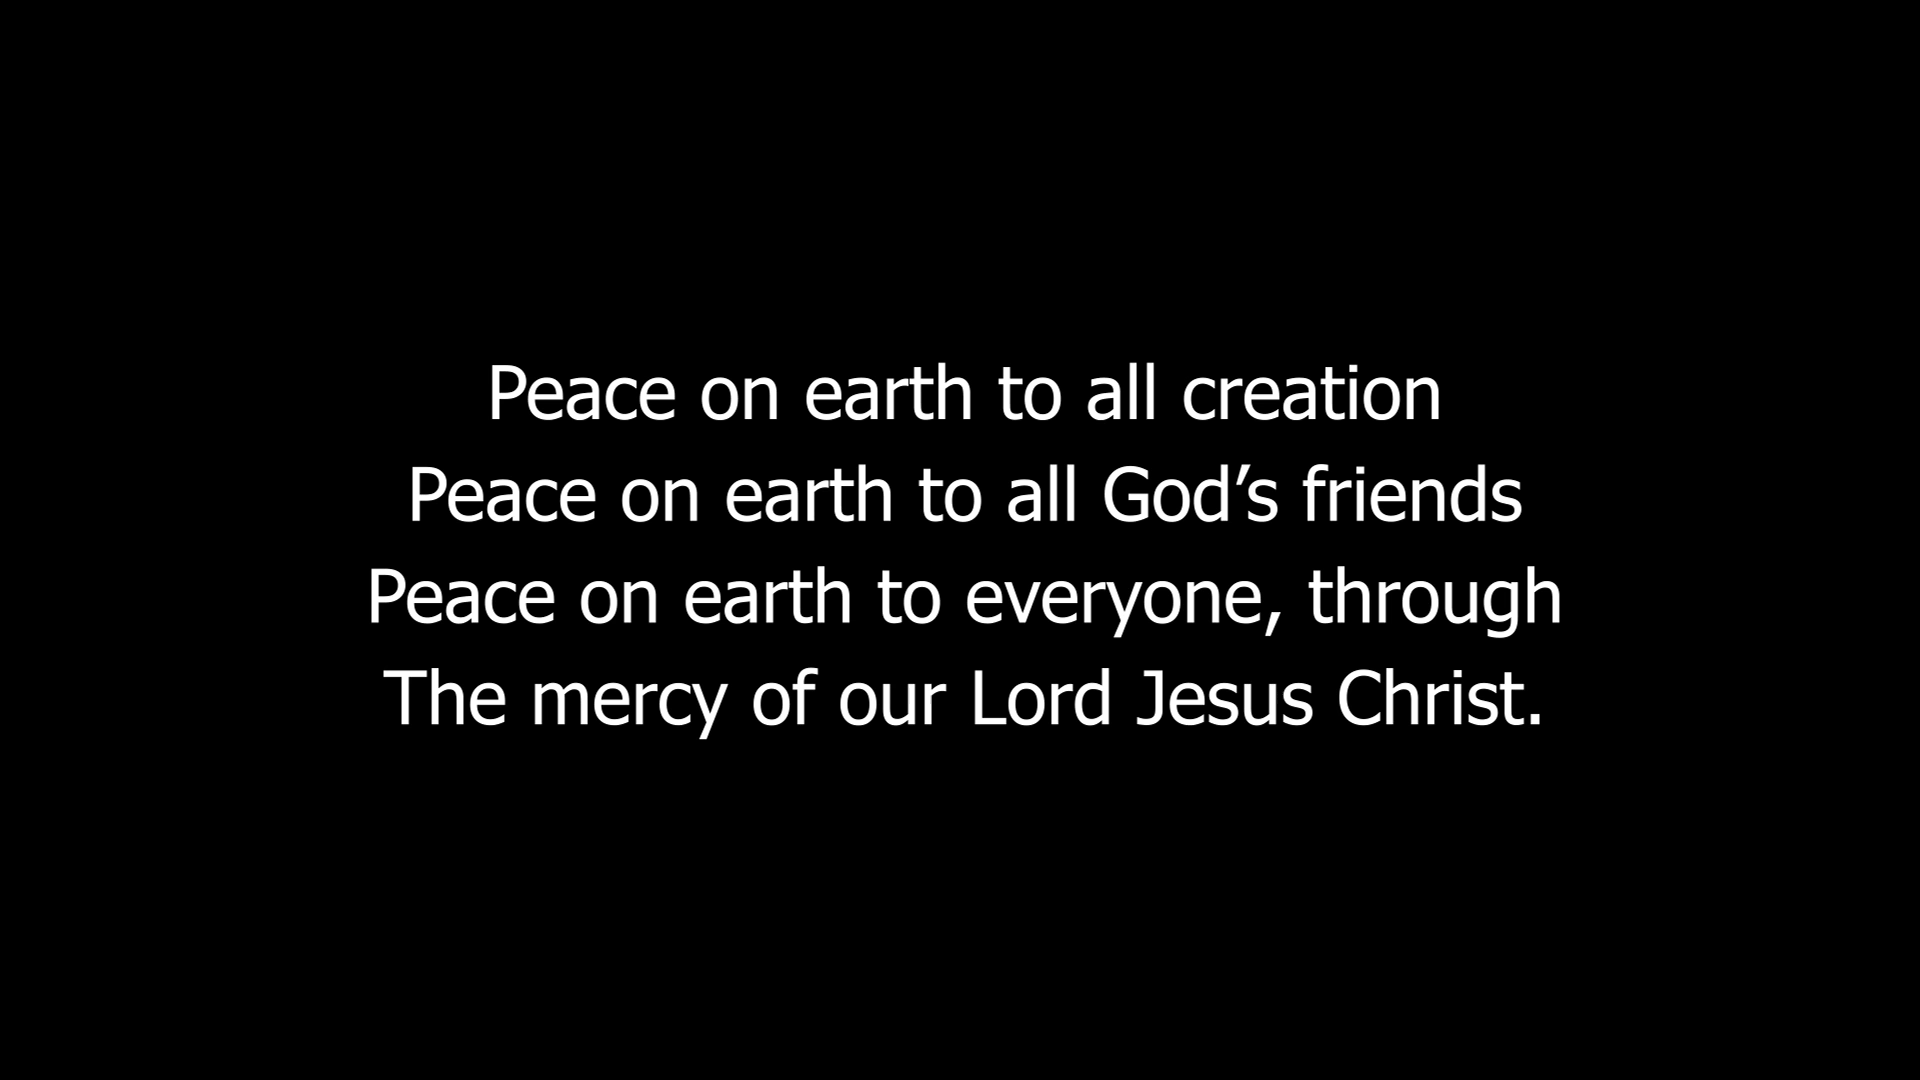 Peace on earth to all creation
Peace on earth to all God’s friends
Peace on earth to everyone, through
The mercy of our Lord Jesus Christ.